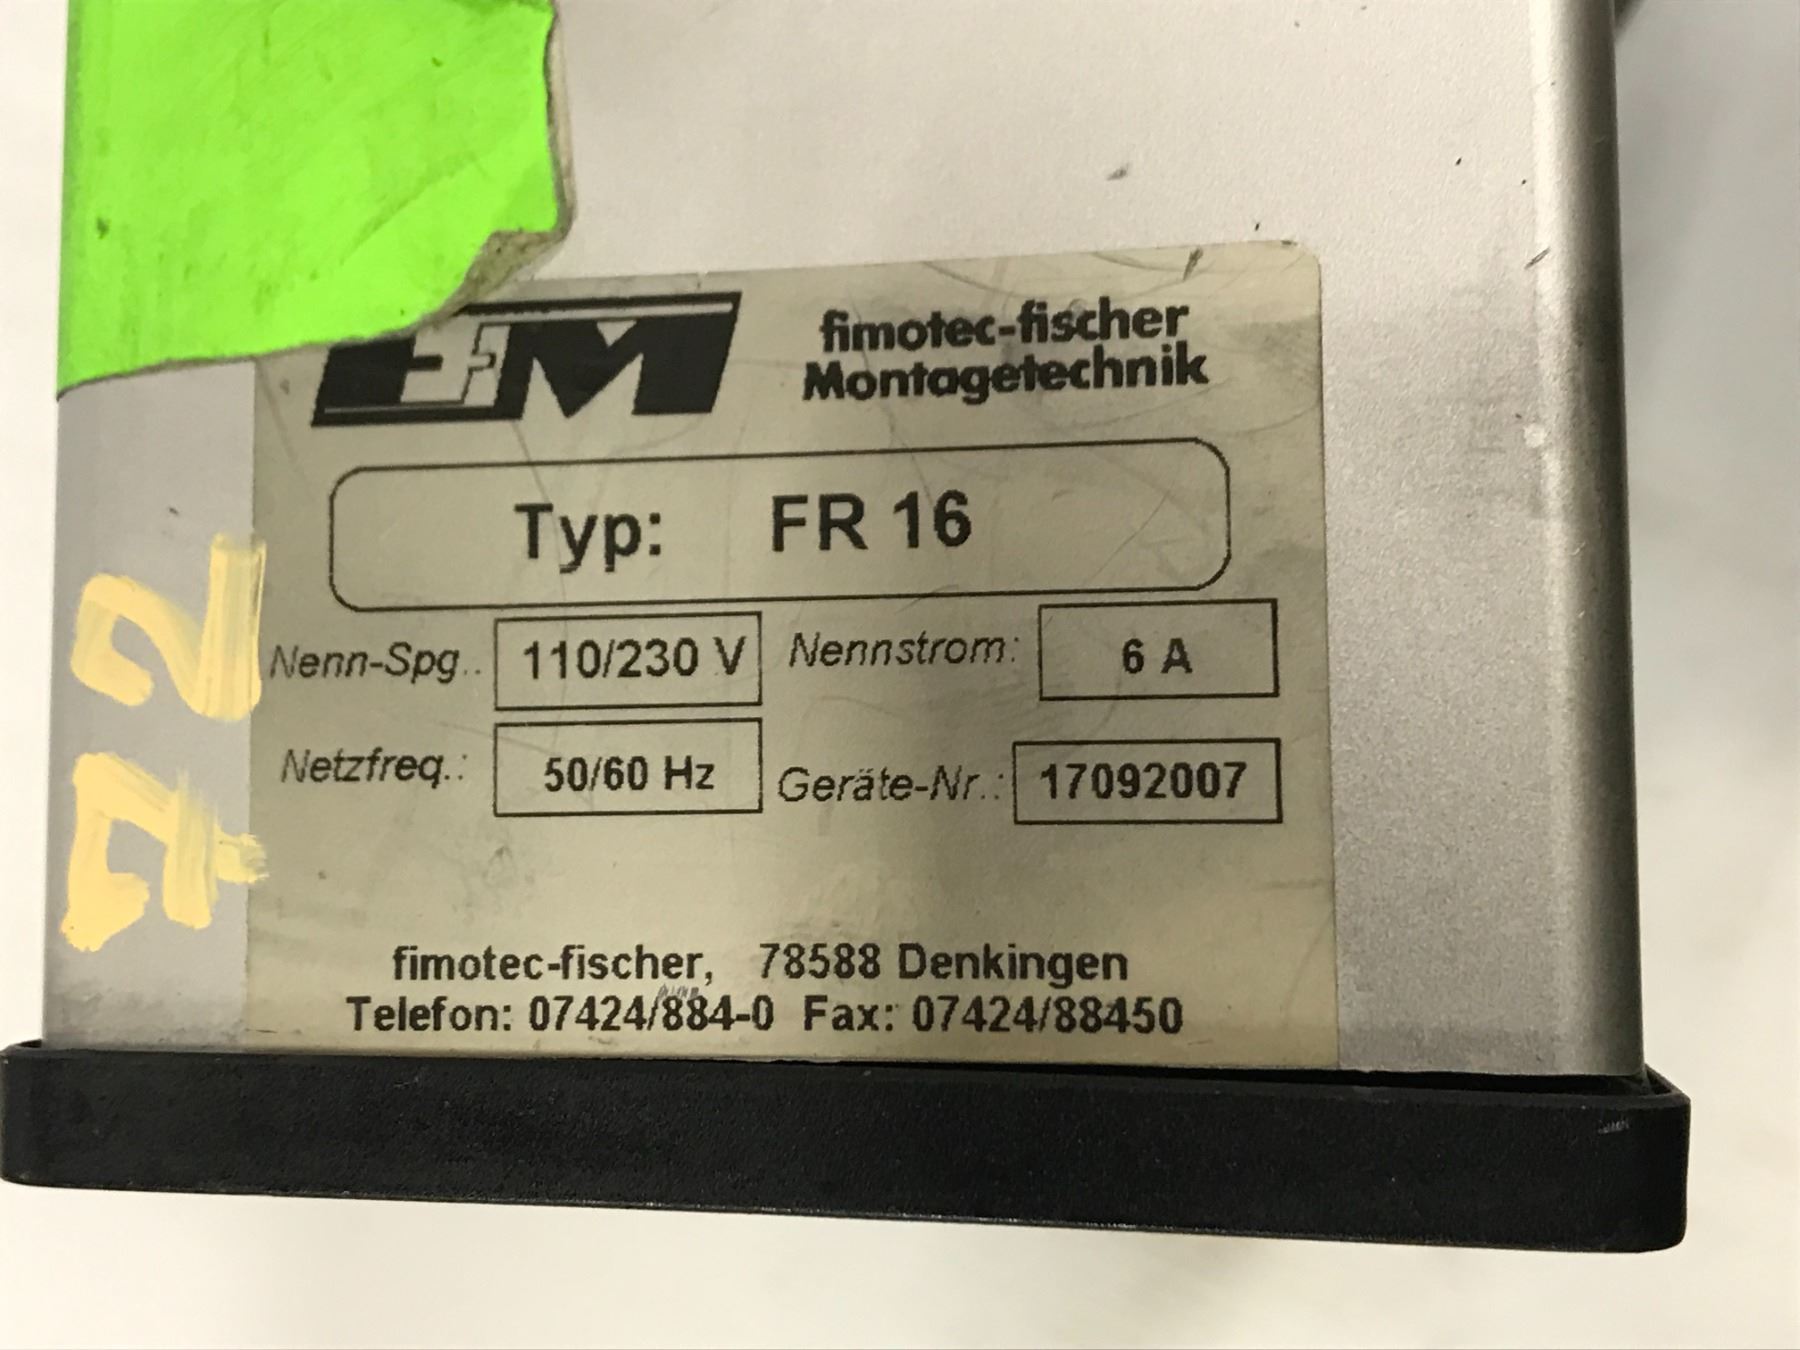 fM
fimotec-fischer
Montagetechnik
Typ: FR 16
Nenn-Spg.: 110/230 V Nennstrom: 6 A
Netzfreq.: 50/60 Hz Geräte-Nr.: 17092007
fimotec-fischer, 78588 Denkingen
Telefon: 07424/884-0 Fax: 07424/88450
72